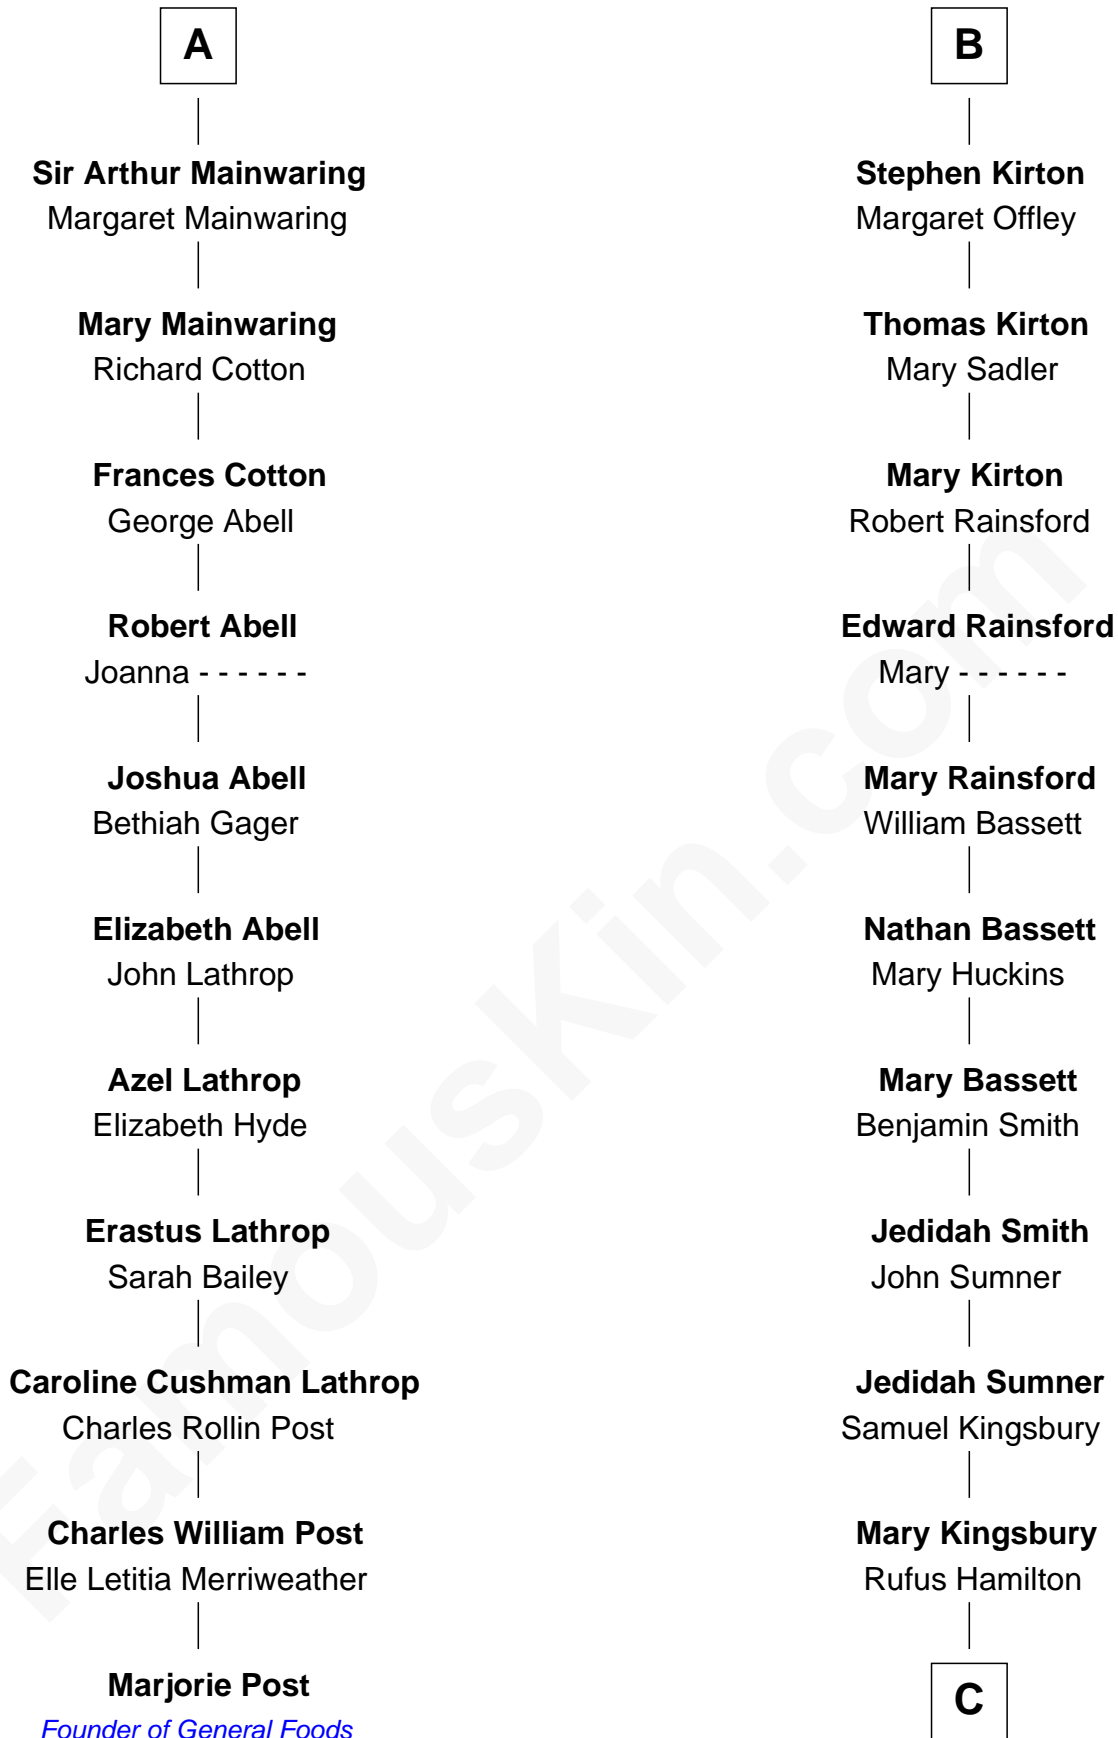 A
Sir Arthur Mainwaring
Margaret Mainwaring
Mary Mainwaring
Richard Cotton
Frances Cotton
George Abell
Robert Abell
Joanna - - - - - -
Joshua Abell
Bethiah Gager
Elizabeth Abell
John Lathrop
Azel Lathrop
Elizabeth Hyde
Erastus Lathrop
Sarah Bailey
Caroline Cushman Lathrop
Charles Rollin Post
Charles William Post
Elle Letitia Merriweather
Marjorie Post
Founder of General Foods
B
Stephen Kirton
Margaret Offley
Thomas Kirton
Mary Sadler
Mary Kirton
Robert Rainsford
Edward Rainsford
Mary - - - - - -
Mary Rainsford
William Bassett
Nathan Bassett
Mary Huckins
Mary Bassett
Benjamin Smith
Jedidah Smith
John Sumner
Jedidah Sumner
Samuel Kingsbury
Mary Kingsbury
Rufus Hamilton
C
FamousKin.com